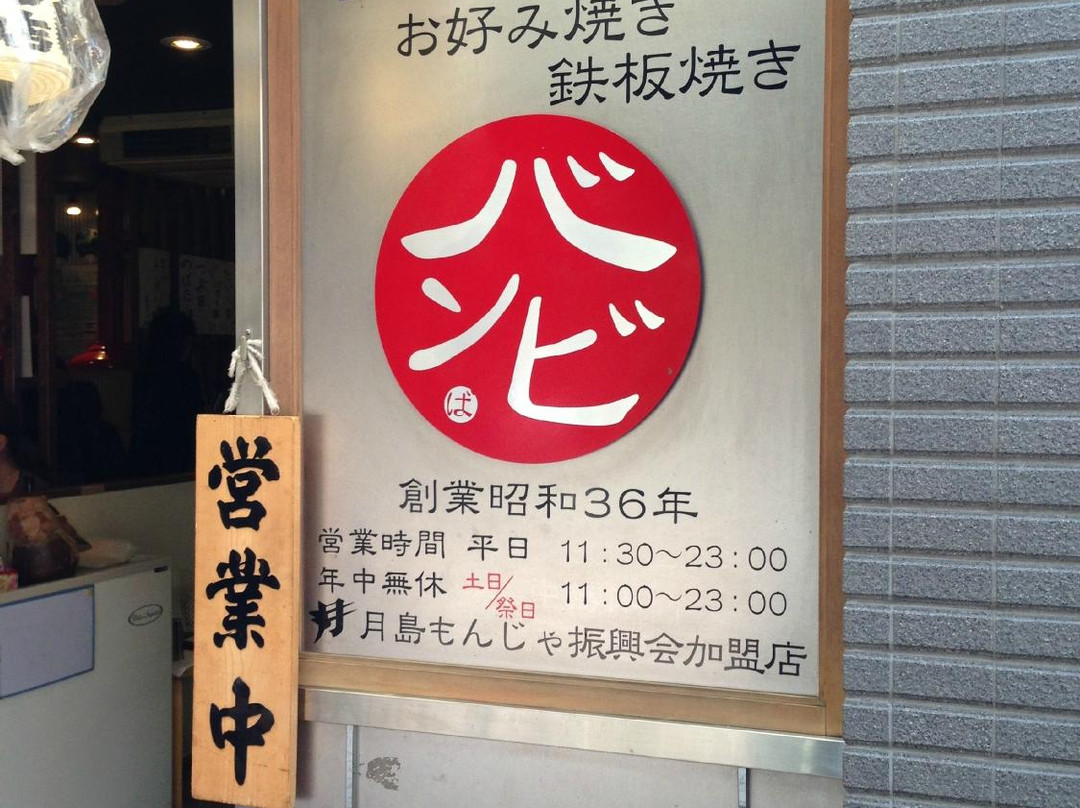 お好み焼き
鉄板焼き
バンビ
ば
創業昭和36年
営業時間 平日 11:30〜23:00
年中無休 土日/祭日 11:00〜23:00
月島もんじゃ振興会加盟店
営業中